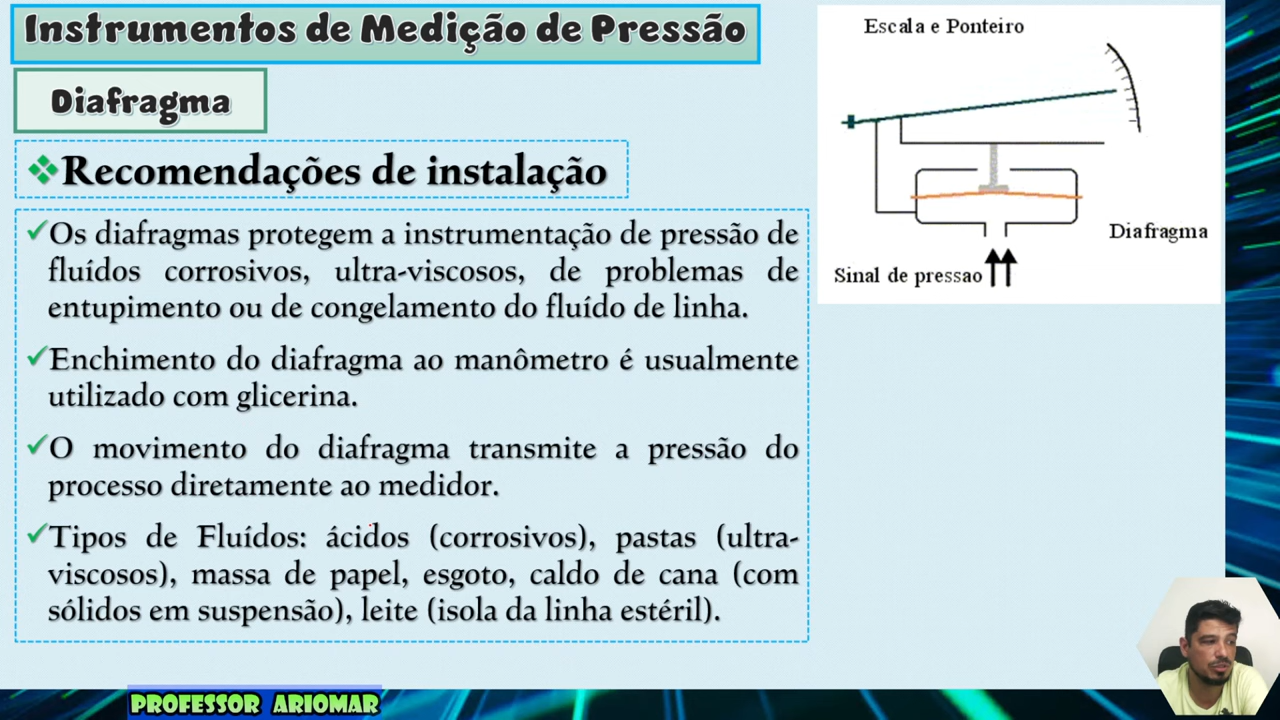 Instrumentos de Medição de Pressão
Diafragma
Recomendações de instalação
Os diafragmas protegem a instrumentação de pressão de
fluídos corrosivos, ultra-viscosos, de problemas de
entupimento ou de congelamento do fluído de linha.
Enchimento do diafragma ao manômetro é usualmente
utilizado com glicerina.
O movimento do diafragma transmite a pressão do
processo diretamente ao medidor.
Tipos de Fluídos: ácidos (corrosivos), pastas (ultra-
viscosos), massa de papel, esgoto, caldo de cana (com
sólidos em suspensão), leite (isola da linha estéril).
Escala e Ponteiro
Diafragma
Sinal de pressao
PROFESSOR ARIOMAR